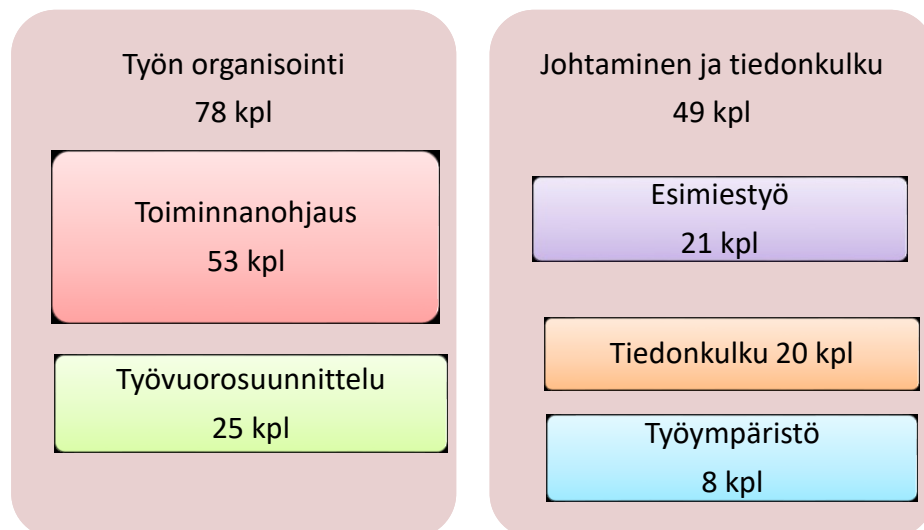 Työn organisointi
78 kpl
Toiminnanohjaus
53 kpl
Työvuorosuunnittelu
25 kpl
Johtaminen ja tiedonkulku
49 kpl
Esimiestyö
21 kpl
Tiedonkulku 20 kpl
Työympäristö
8 kpl